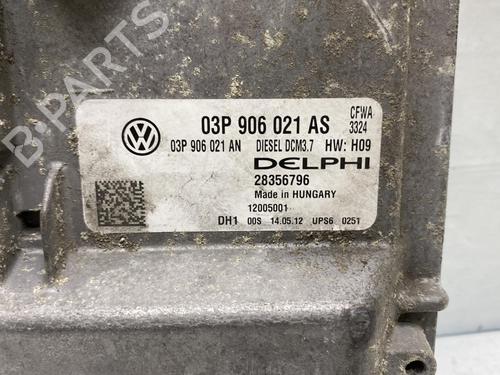 03P 906 021 AS
CFWA
3324
03P 906 021 AN DIESEL DCM3.7 HW: H09
DELPHI
28356796
Made in HUNGARY
12005001
DH1 00S 14.05.12 UPS6 0251
B-PARTS